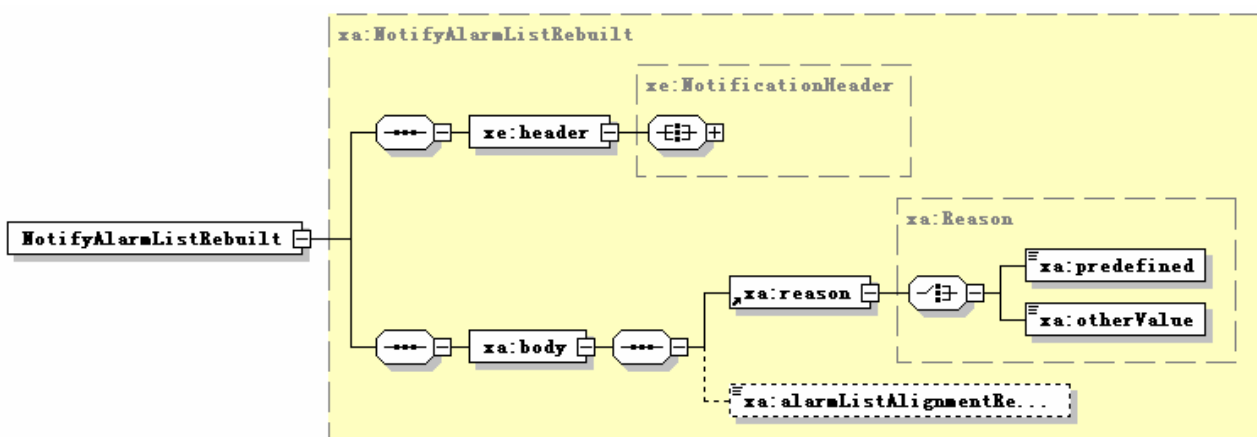 xa:NotifyAlarmListRebuilt
xe:NotificationHeader
xe:header
xa:Reason
NotifyAlarmListRebuilt
xa:predefined
xa:reason
xa:otherValue
xa:body
xa:alarmListAlignmentRe...